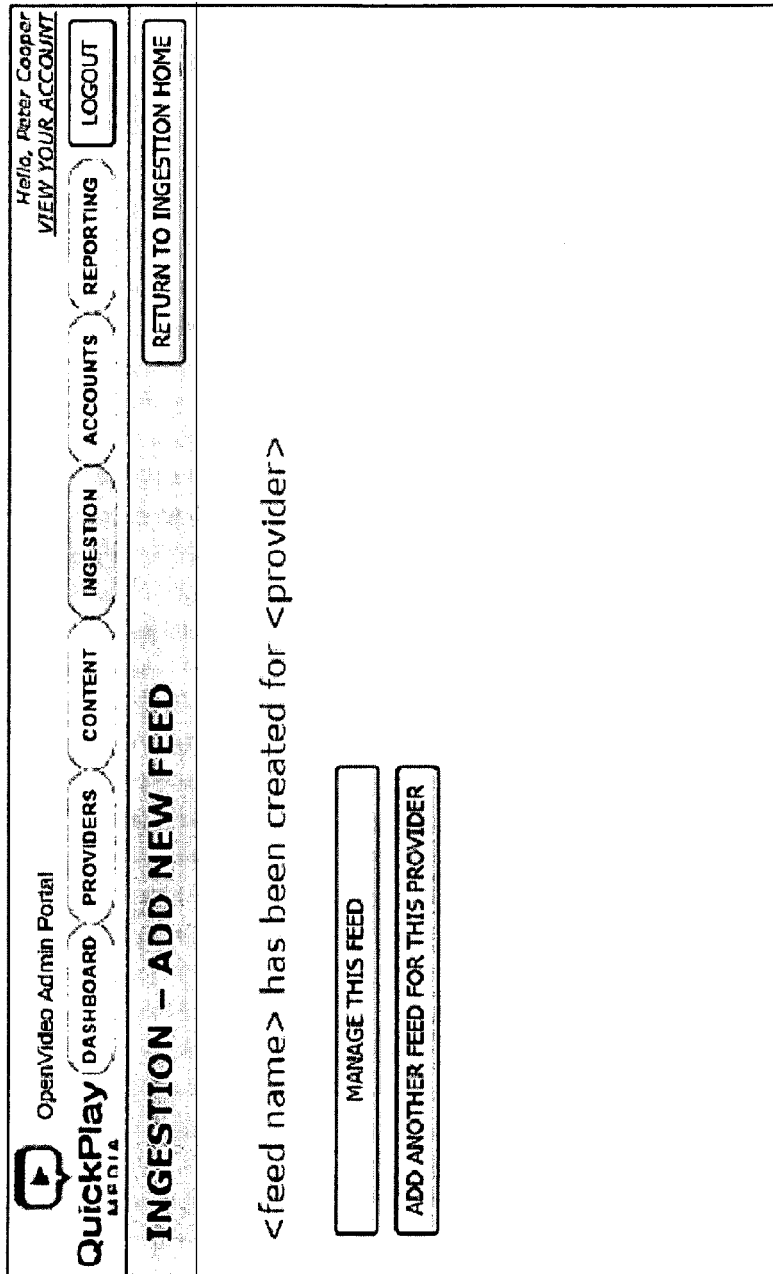 OpenVideo Admin Portal
Hello, Peter Cooper
VIEW YOUR ACCOUNT
QuickPlay
MEDIA
DASHBOARD
PROVIDERS
CONTENT
INGESTION
ACCOUNTS
REPORTING
LOGOUT
INGESTION – ADD NEW FEED
RETURN TO INGESTION HOME
<feed name> has been created for <provider>
MANAGE THIS FEED
ADD ANOTHER FEED FOR THIS PROVIDER